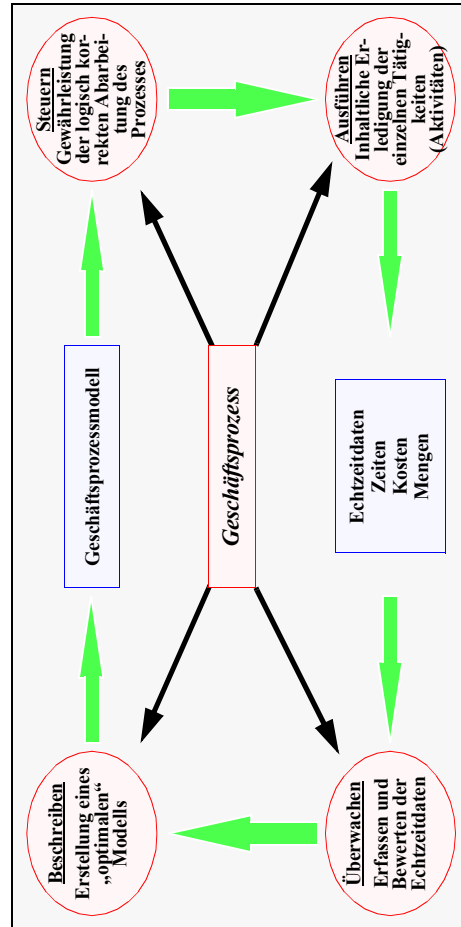 Beschreiben
Erstellung eines
„optimalen“
Modells
Geschäftsprozessmodell
Steuern
Gewährleistung
der logisch kor-
rekten Abarbei-
tung des
Prozesses
Geschäftsprozess
Überwachen
Erfassen und
Bewerten der
Echtzeitdaten
Echtzeitdaten
Zeiten
Kosten
Mengen
Ausführen
Inhaltliche Er-
ledigung der
einzelnen Tätig-
keiten
(Aktivitäten)